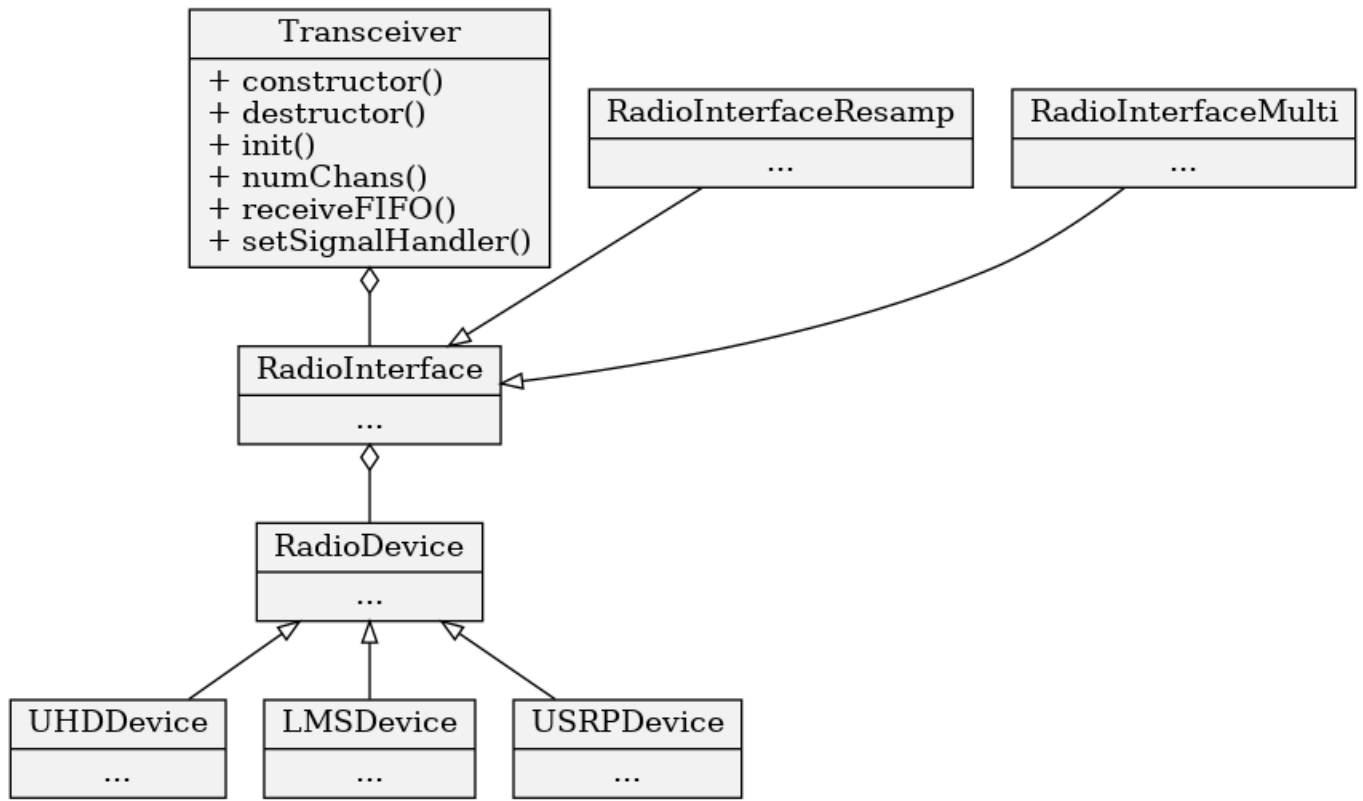 Transceiver
+ constructor()
+ destructor()
+ init()
+ numChans()
+ receiveFIFO()
+ setSignalHandler()
RadioInterfaceResamp
...
RadioInterfaceMulti
...
RadioInterface
...
RadioDevice
...
UHDDevice
...
LMSDevice
...
USRPDevice
...